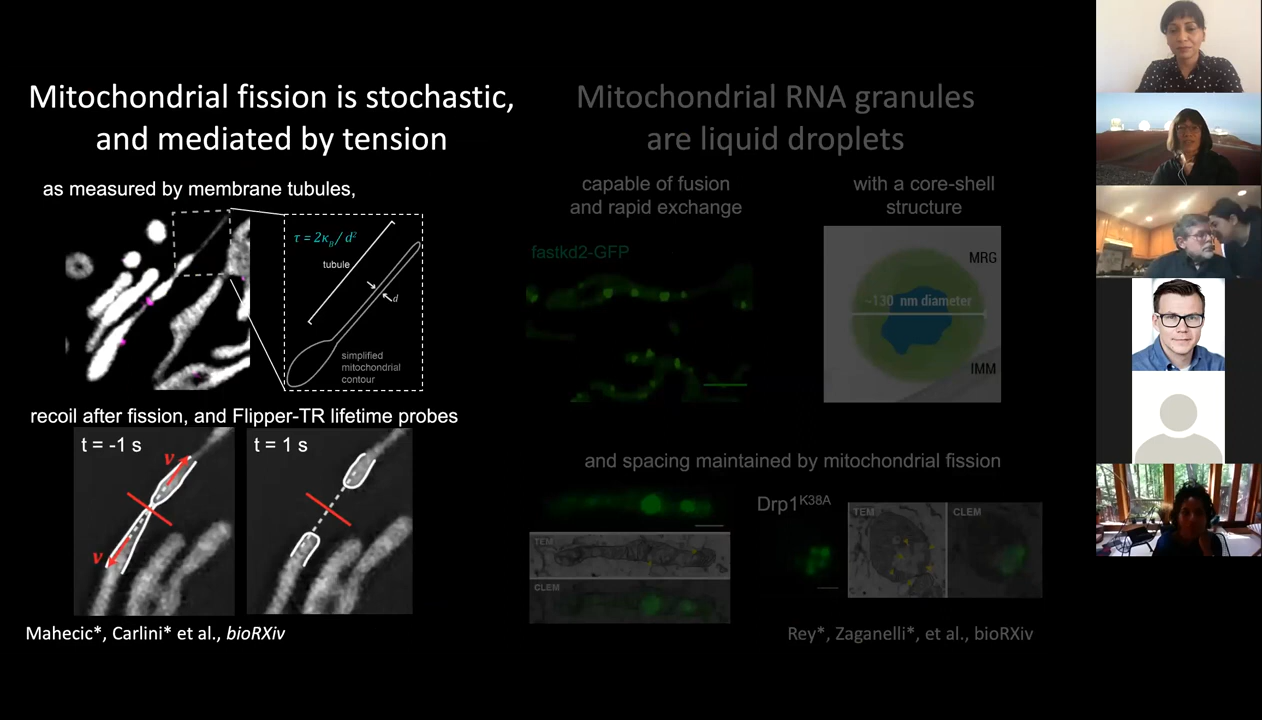 Mitochondrial fission is stochastic,
and mediated by tension
as measured by membrane tubules,
τ = 2κ_B / d²
tubule
d
simplified
mitochondrial
contour
recoil after fission, and Flipper-TR lifetime probes
t = -1 s
v
v
t = 1 s
Mahecic*, Carlini* et al., bioRXiv
Mitochondrial RNA granules
are liquid droplets
capable of fusion
and rapid exchange
fastkd2-GFP
with a core-shell
structure
MRG
~130 nm diameter
IMM
and spacing maintained by mitochondrial fission
TEM
CLEM
Drp1ᴷ³⁸ᴬ
TEM
CLEM
Rey*, Zaganelli*, et al., bioRXiv